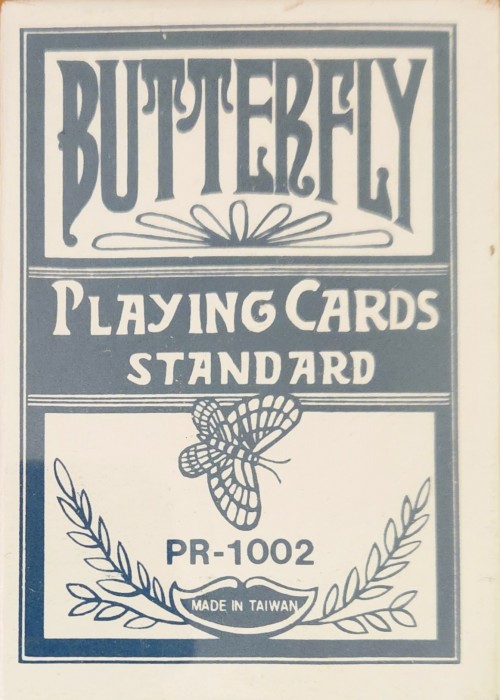 BUTTERFLY
PLAYING CARDS
STANDARD
PR-1002
MADE IN TAIWAN